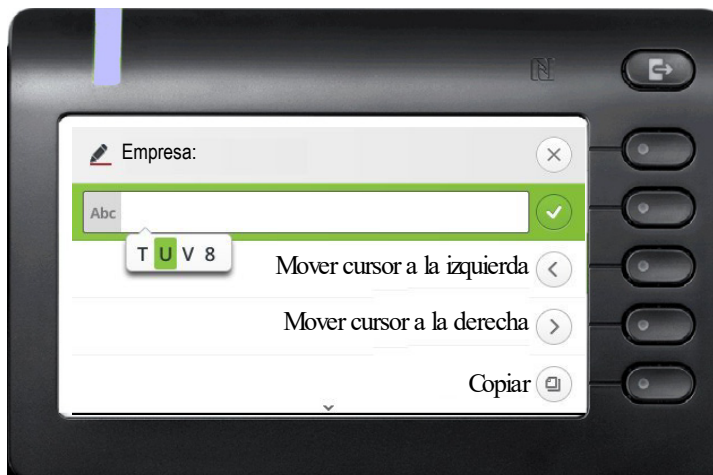 Empresa:
Abc
T U V 8
Mover cursor a la izquierda
Mover cursor a la derecha
Copiar